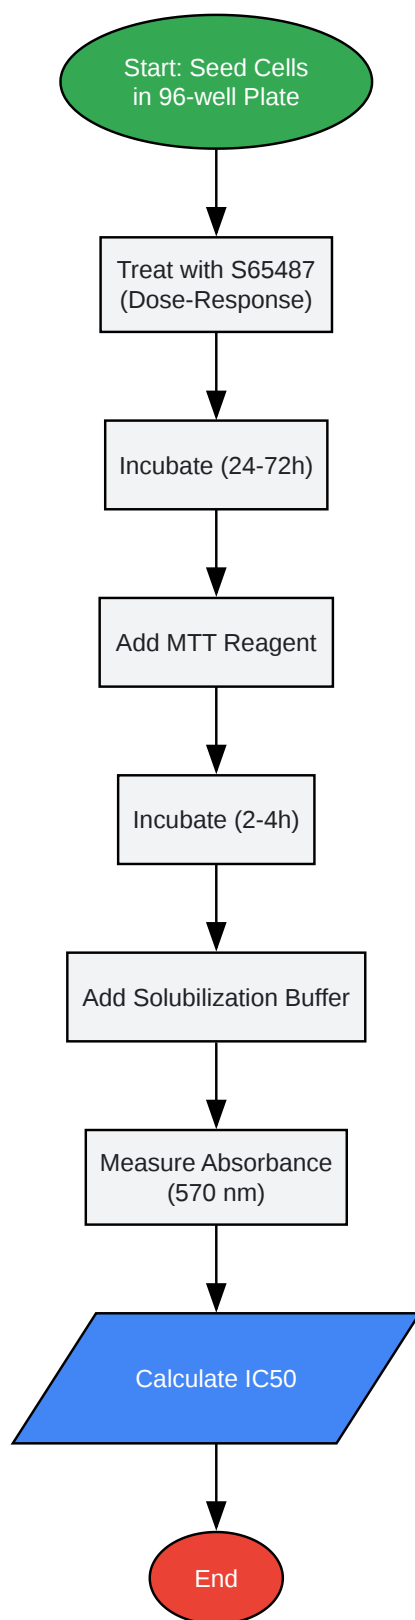 Start: Seed Cells
in 96-well Plate
Treat with S65487
(Dose-Response)
Incubate (24-72h)
Add MTT Reagent
Incubate (2-4h)
Add Solubilization Buffer
Measure Absorbance
(570 nm)
Calculate IC50
End